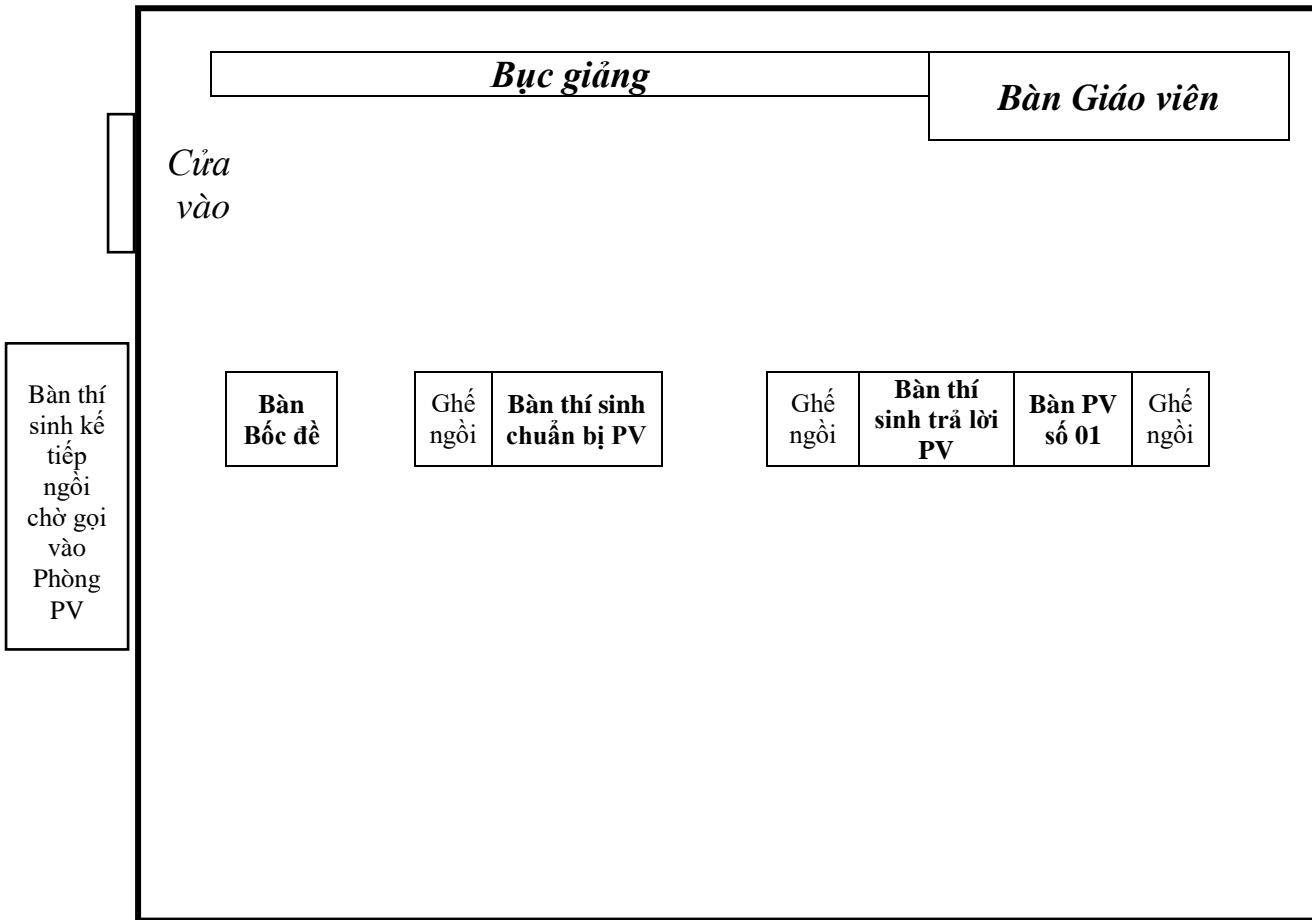 Bục giảng
Bàn Giáo viên
Cửa
vào
Bàn thí
sinh kế
tiếp
ngồi
chờ gọi
vào
Phòng
PV
Bàn
Bốc đề
Ghế
ngồi
Bàn thí sinh
chuẩn bị PV
Ghế
ngồi
Bàn thí
sinh trả lời
PV
Bàn PV
số 01
Ghế
ngồi